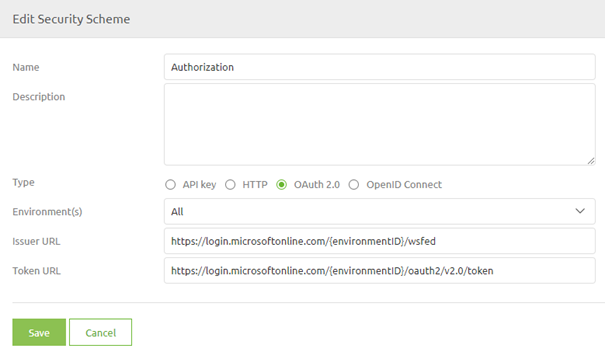 Edit Security Scheme
Name
Authorization
Description
Type
API key
HTTP
OAuth 2.0
OpenID Connect
Environment(s)
All
Issuer URL
https://login.microsoftonline.com/{environmentID}/wsfed
Token URL
https://login.microsoftonline.com/{environmentID}/oauth2/v2.0/token
Save
Cancel